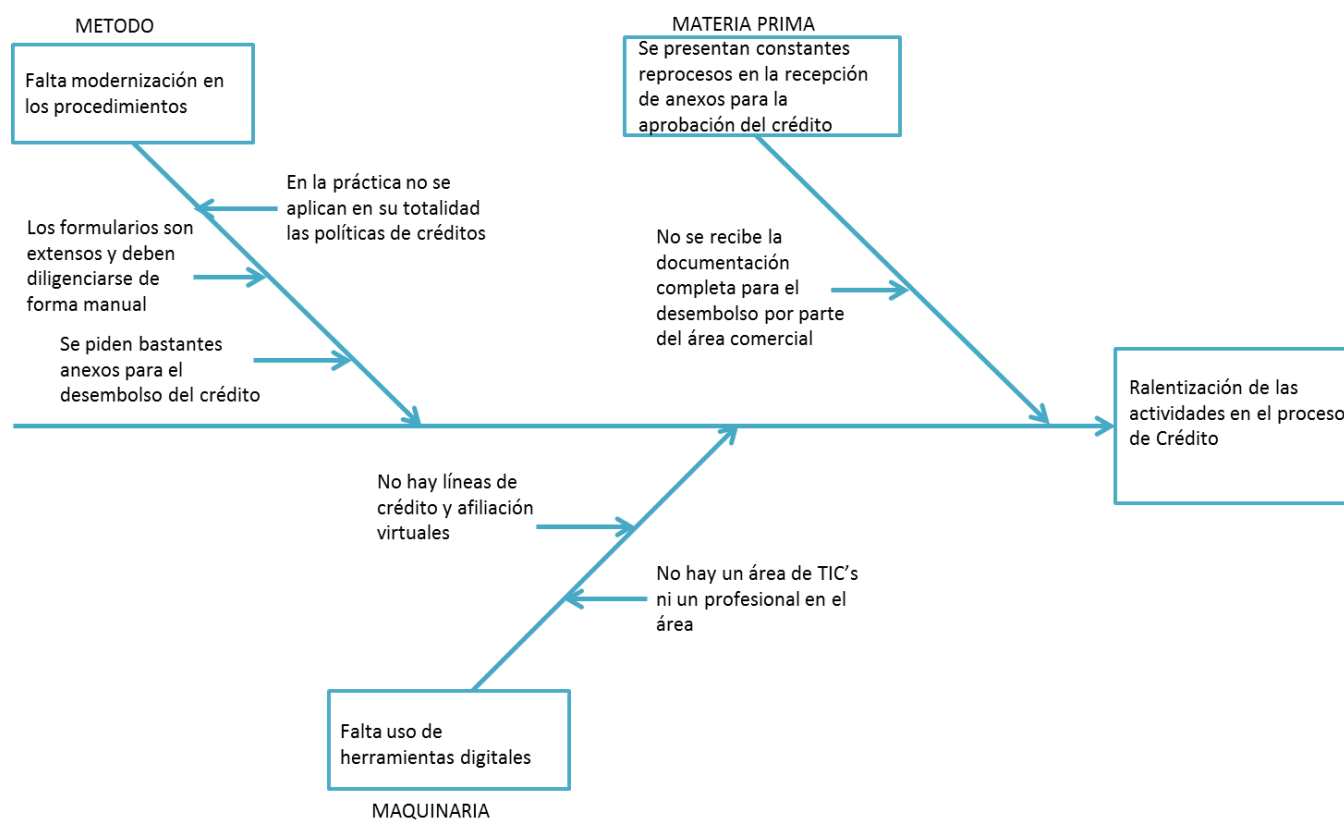 METODO
Falta modernización en
los procedimientos
MATERIA PRIMA
Se presentan constantes
reprocesos en la recepción
de anexos para la
aprobación del crédito
En la práctica no se
aplican en su totalidad
las políticas de créditos
Los formularios son
extensos y deben
diligenciarse de
forma manual
Se piden bastantes
anexos para el
desembolso del crédito
No se recibe la
documentación
completa para el
desembolso por parte
del área comercial
Ralentización de las
actividades en el proceso
de Crédito
No hay líneas de
crédito y afiliación
virtuales
No hay un área de TIC’s
ni un profesional en el
área
Falta uso de
herramientas digitales
MAQUINARIA